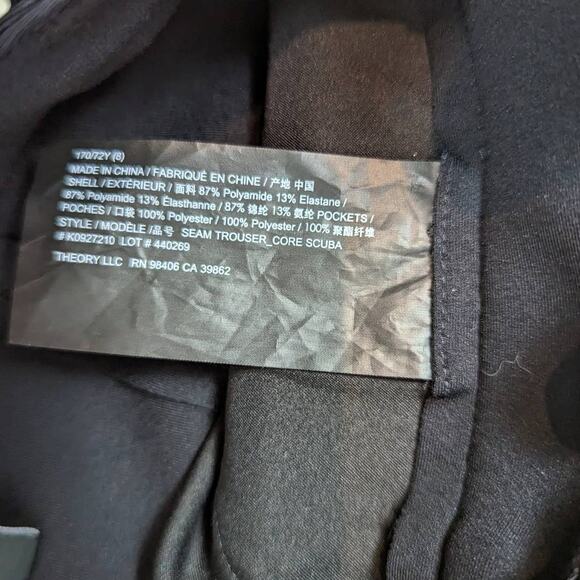 170/72Y (8)
MADE IN CHINA / FABRIQUÉ EN CHINE / 产地 中国
SHELL / EXTÉRIEUR / 面料 87% Polyamide 13% Elastane /
87% Polyamide 13% Élasthanne / 87% 锦纶 13% 氨纶 POCKETS /
POCHES / 口袋 100% Polyester / 100% Polyester / 100% 聚酯纤维
STYLE / MODÈLE /品号 SEAM TROUSER_CORE SCUBA
# K0927210 LOT # 440269
THEORY LLC RN 98406 CA 39862